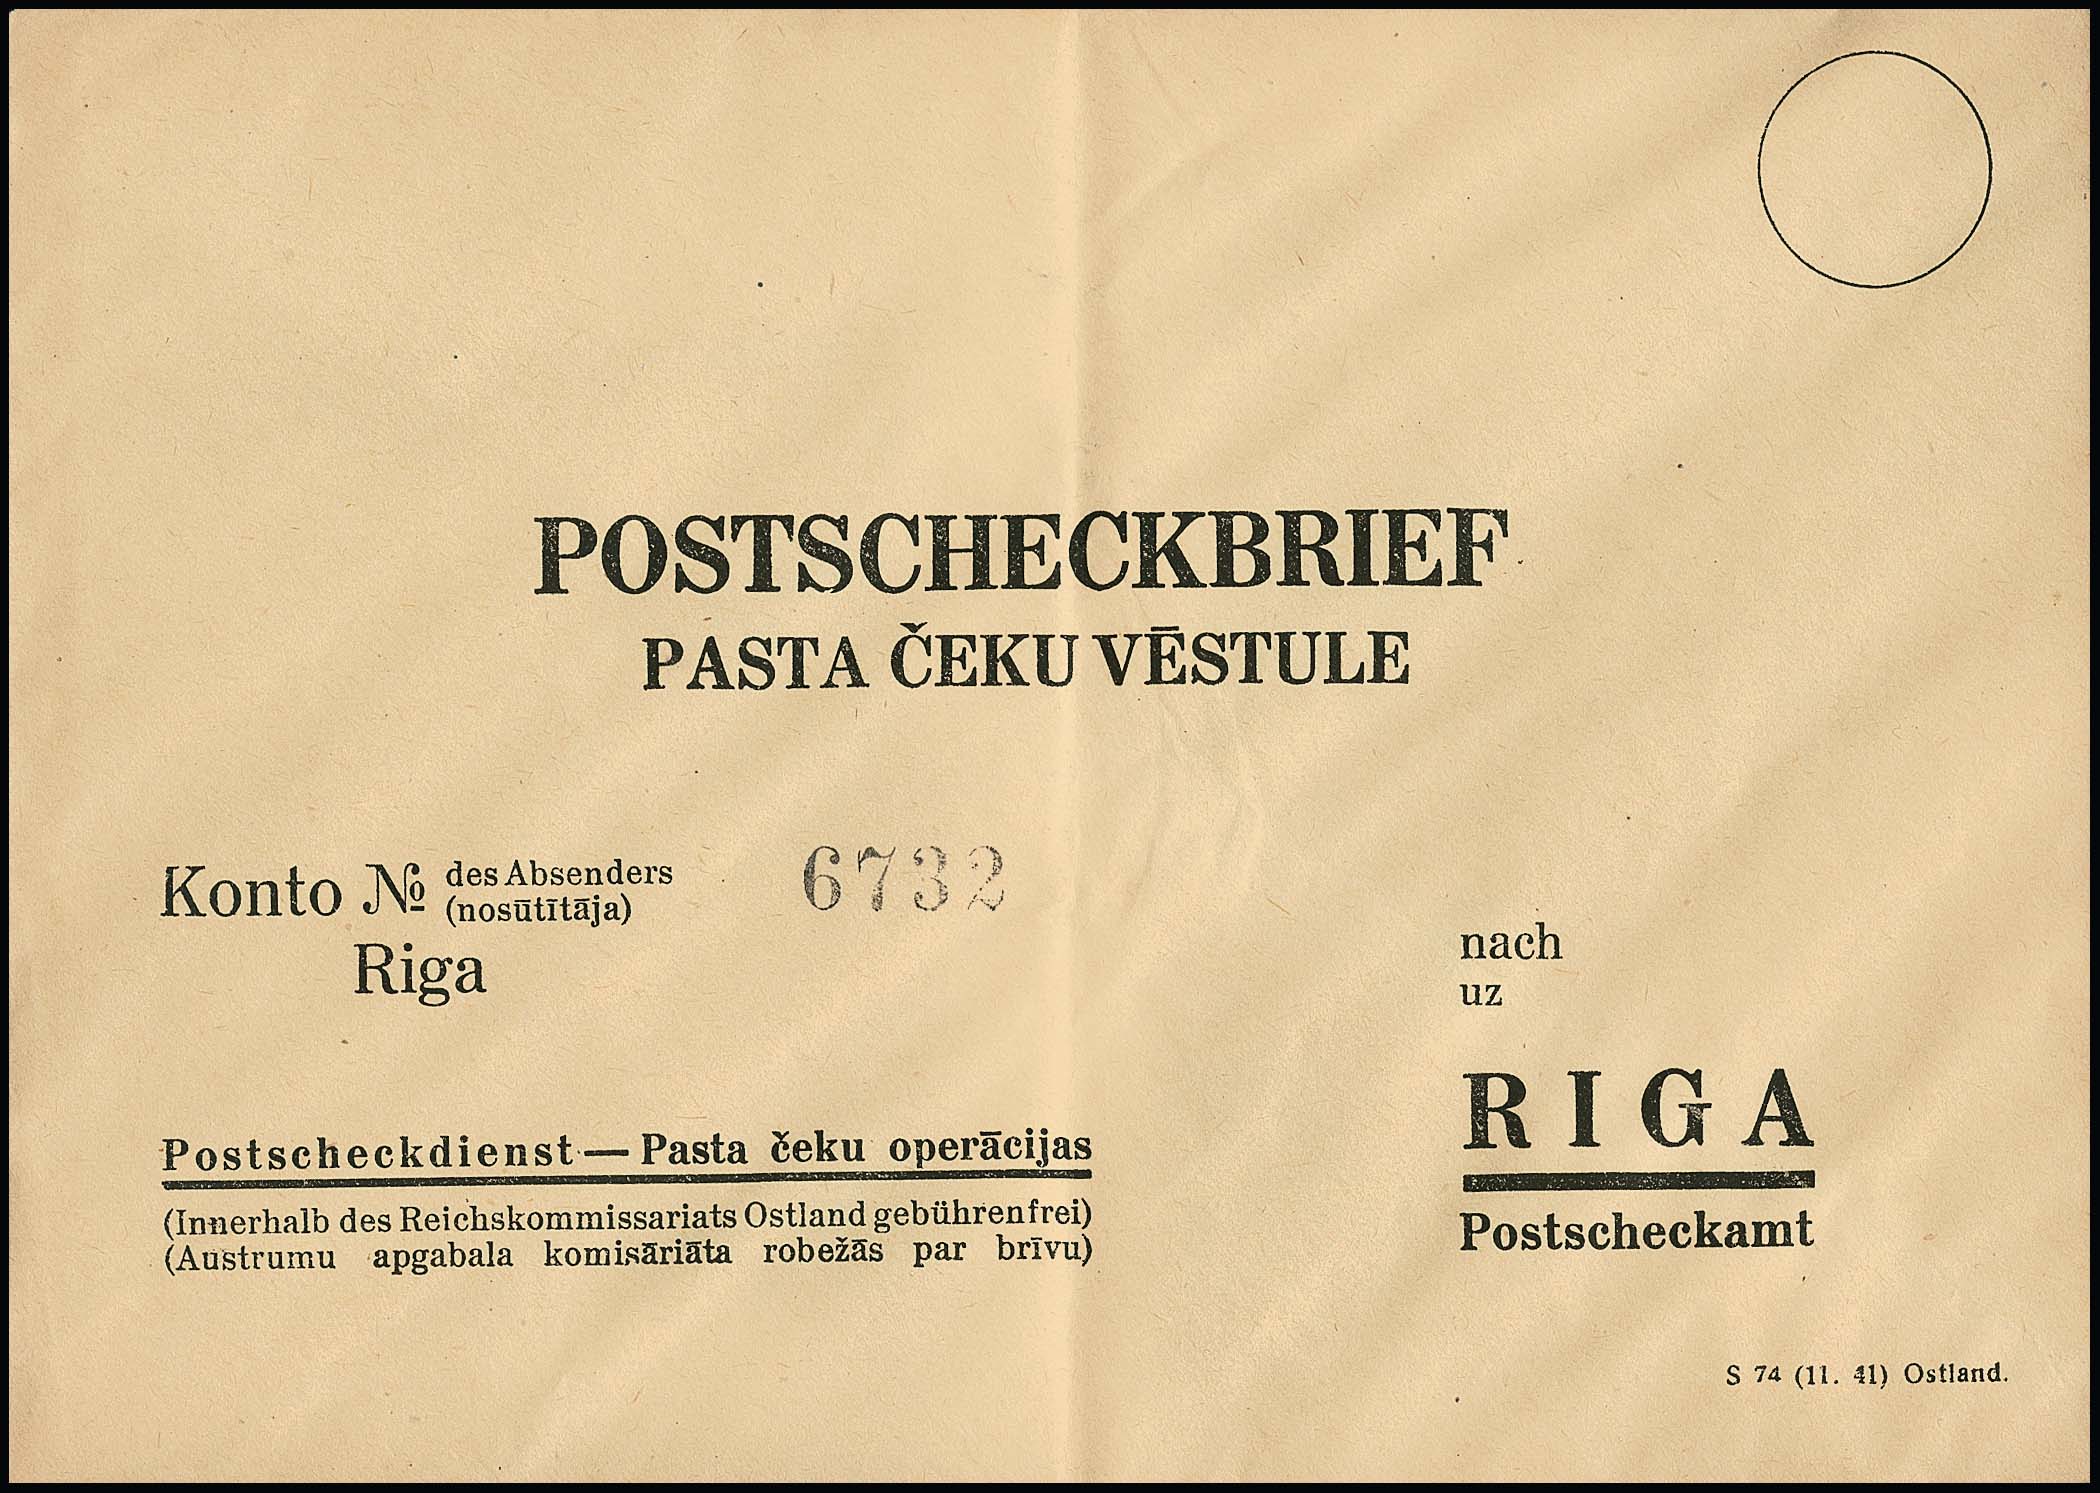 POSTSCHECKBRIEF
PASTA ČEKU VĒSTULE
Konto № des Absenders
(nosūtītāja)
Riga
6732
nach
uz
RIGA
Postscheckamt
Postscheckdienst — Pasta čeku operācijas
(Innerhalb des Reichskommissariats Ostland gebührenfrei)
(Austrumu apgabala komisāriāta robežās par brīvu)
S 74 (11. 41) Ostland.